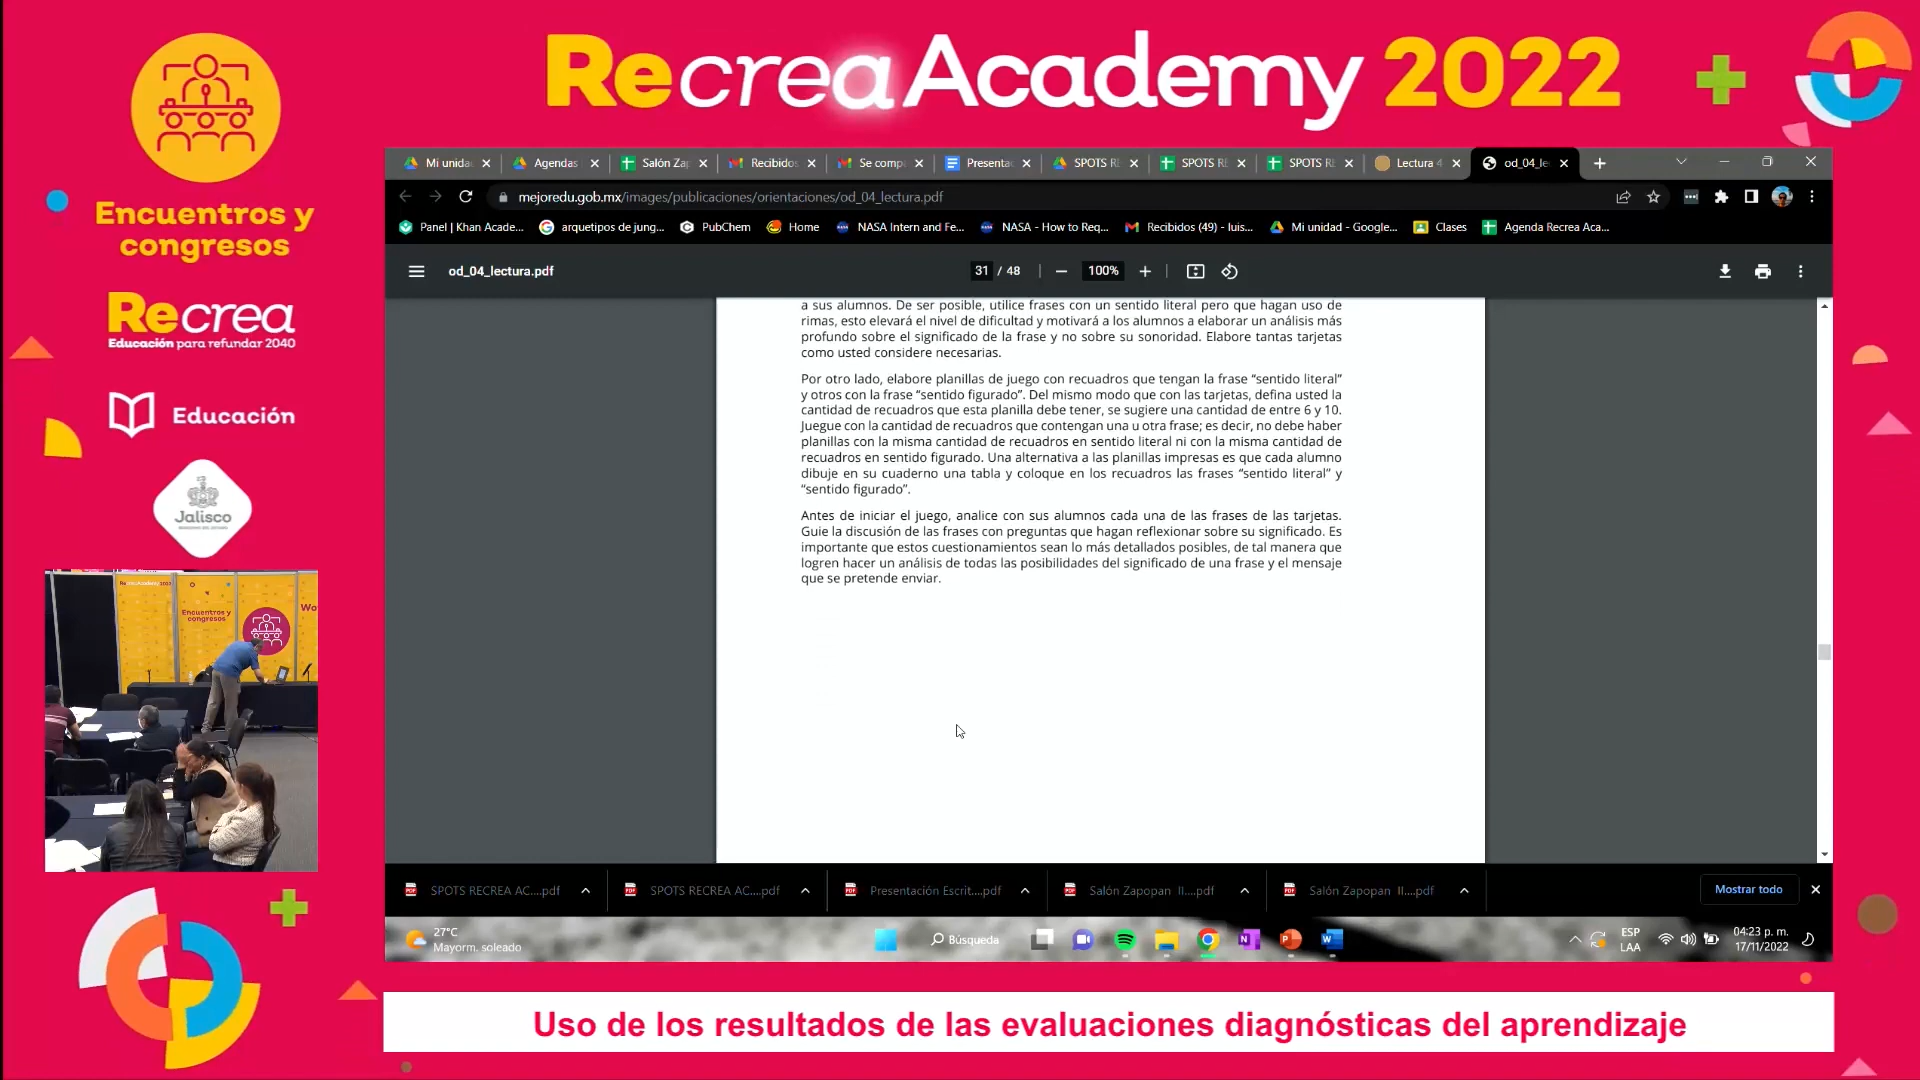 RecreaAcademy 2022
Encuentros y
congresos
Recrea
Educación para refundar 2040
Educación
Jalisco
RecreaAcademy 2022
Encuentros y
congresos
Wo
Mi unida
Agendas
Salón Zap
Recibidos
Se compa
Presentac
SPOTS RE
SPOTS RE
SPOTS RE
Lectura 4
od_04_le
mejoredu.gob.mx/images/publicaciones/orientaciones/od_04_lectura.pdf
Panel | Khan Acade...
arquetipos de jung...
PubChem
Home
NASA Intern and Fe...
NASA - How to Req...
Recibidos (49) - luis...
Mi unidad - Google...
Clases
Agenda Recrea Aca...
od_04_lectura.pdf
31 / 48
100%
a sus alumnos. De ser posible, utilice frases con un sentido literal pero que hagan uso de
rimas, esto elevará el nivel de dificultad y motivará a los alumnos a elaborar un análisis más
profundo sobre el significado de la frase y no sobre su sonoridad. Elabore tantas tarjetas
como usted considere necesarias.
Por otro lado, elabore planillas de juego con recuadros que tengan la frase “sentido literal”
y otros con la frase “sentido figurado”. Del mismo modo que con las tarjetas, defina usted la
cantidad de recuadros que esta planilla debe tener, se sugiere una cantidad de entre 6 y 10.
Juegue con la cantidad de recuadros que contengan una u otra frase; es decir, no debe haber
planillas con la misma cantidad de recuadros en sentido literal ni con la misma cantidad de
recuadros en sentido figurado. Una alternativa a las planillas impresas es que cada alumno
dibuje en su cuaderno una tabla y coloque en los recuadros las frases “sentido literal” y
“sentido figurado”.
Antes de iniciar el juego, analice con sus alumnos cada una de las frases de las tarjetas.
Guie la discusión de las frases con preguntas que hagan reflexionar sobre su significado. Es
importante que estos cuestionamientos sean lo más detallados posibles, de tal manera que
logren hacer un análisis de todas las posibilidades del significado de una frase y el mensaje
que se pretende enviar.
SPOTS RECREA AC....pdf
SPOTS RECREA AC....pdf
Presentación Escrit....pdf
Salón Zapopan II....pdf
Salón Zapopan II....pdf
Mostrar todo
27°C
Mayorm. soleado
Búsqueda
ESP
LAA
04:23 p. m.
17/11/2022
Uso de los resultados de las evaluaciones diagnósticas del aprendizaje